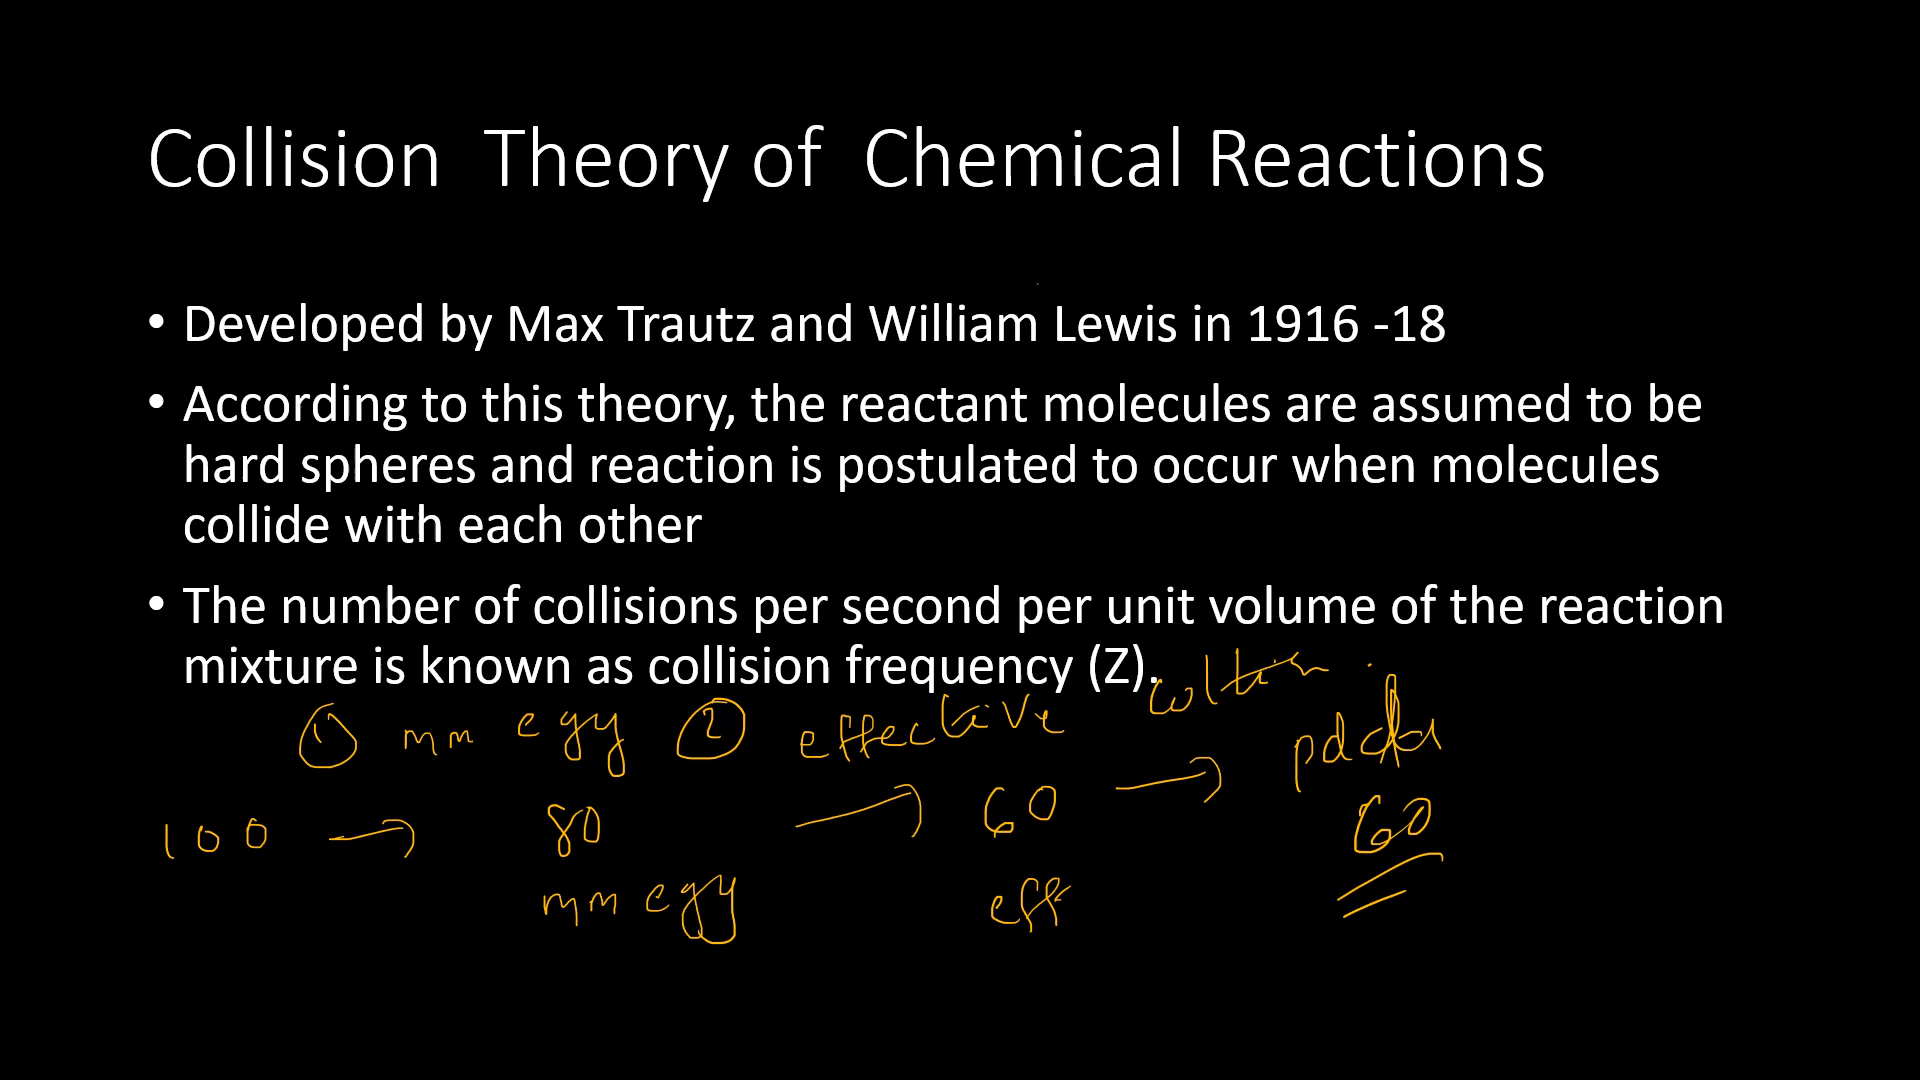 Collision Theory of Chemical Reactions
• Developed by Max Trautz and William Lewis in 1916 -18
• According to this theory, the reactant molecules are assumed to be
hard spheres and reaction is postulated to occur when molecules
collide with each other
• The number of collisions per second per unit volume of the reaction
mixture is known as collision frequency (Z).
① mm egy ② effective
100 → 80 → 60 → 60
mm egy eff